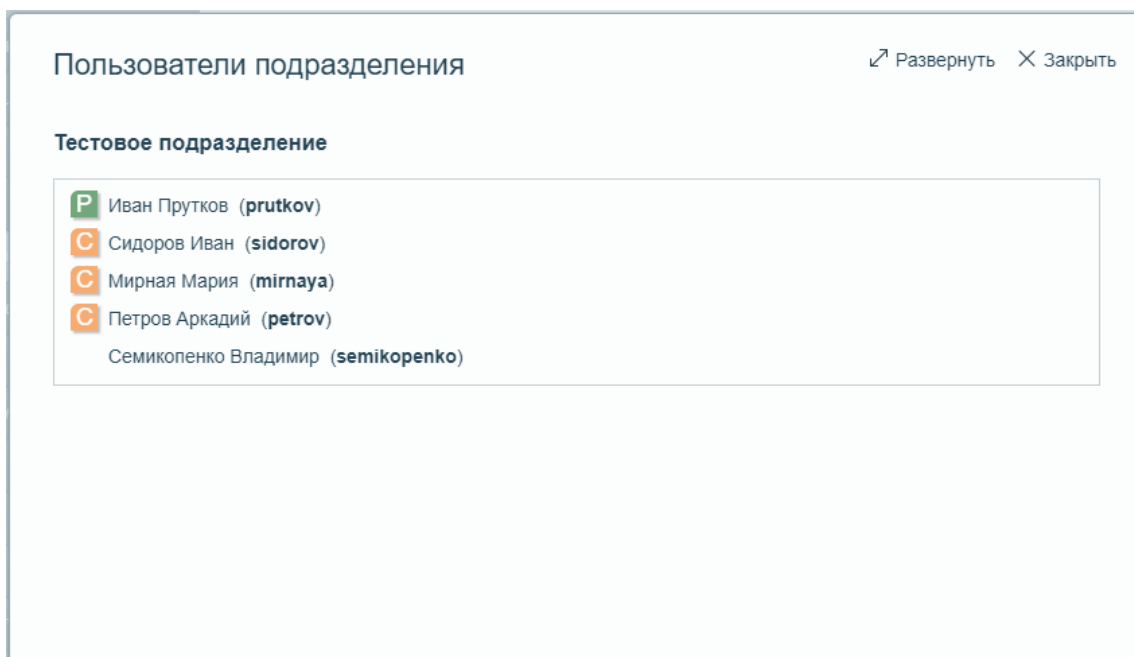 Пользователи подразделения
Развернуть Закрыть
Тестовое подразделение
Р Иван Прутков (prutkov)
С Сидоров Иван (sidorov)
С Мирная Мария (mirnaya)
С Петров Аркадий (petrov)
Семикопенко Владимир (semikopenko)